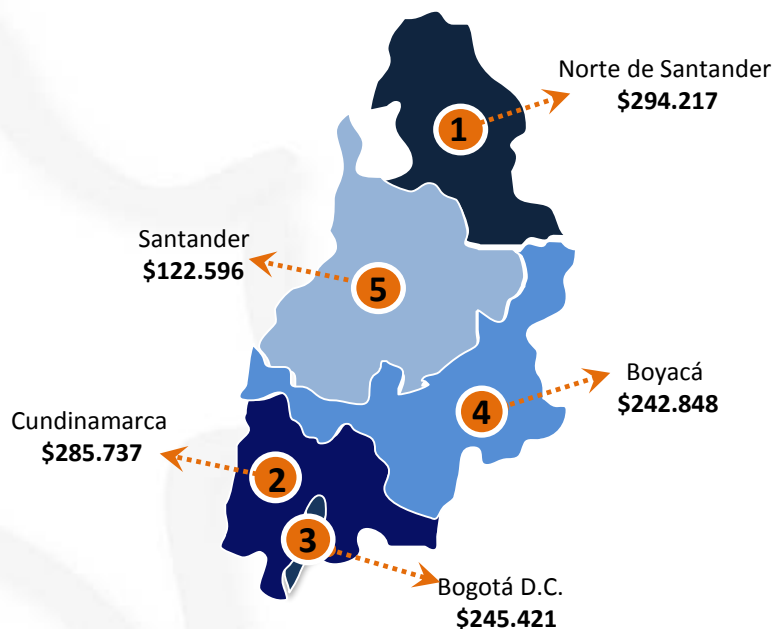 Norte de Santander
$294.217
1
Santander
$122.596
5
Boyacá
$242.848
4
Cundinamarca
$285.737
2
3
Bogotá D.C.
$245.421